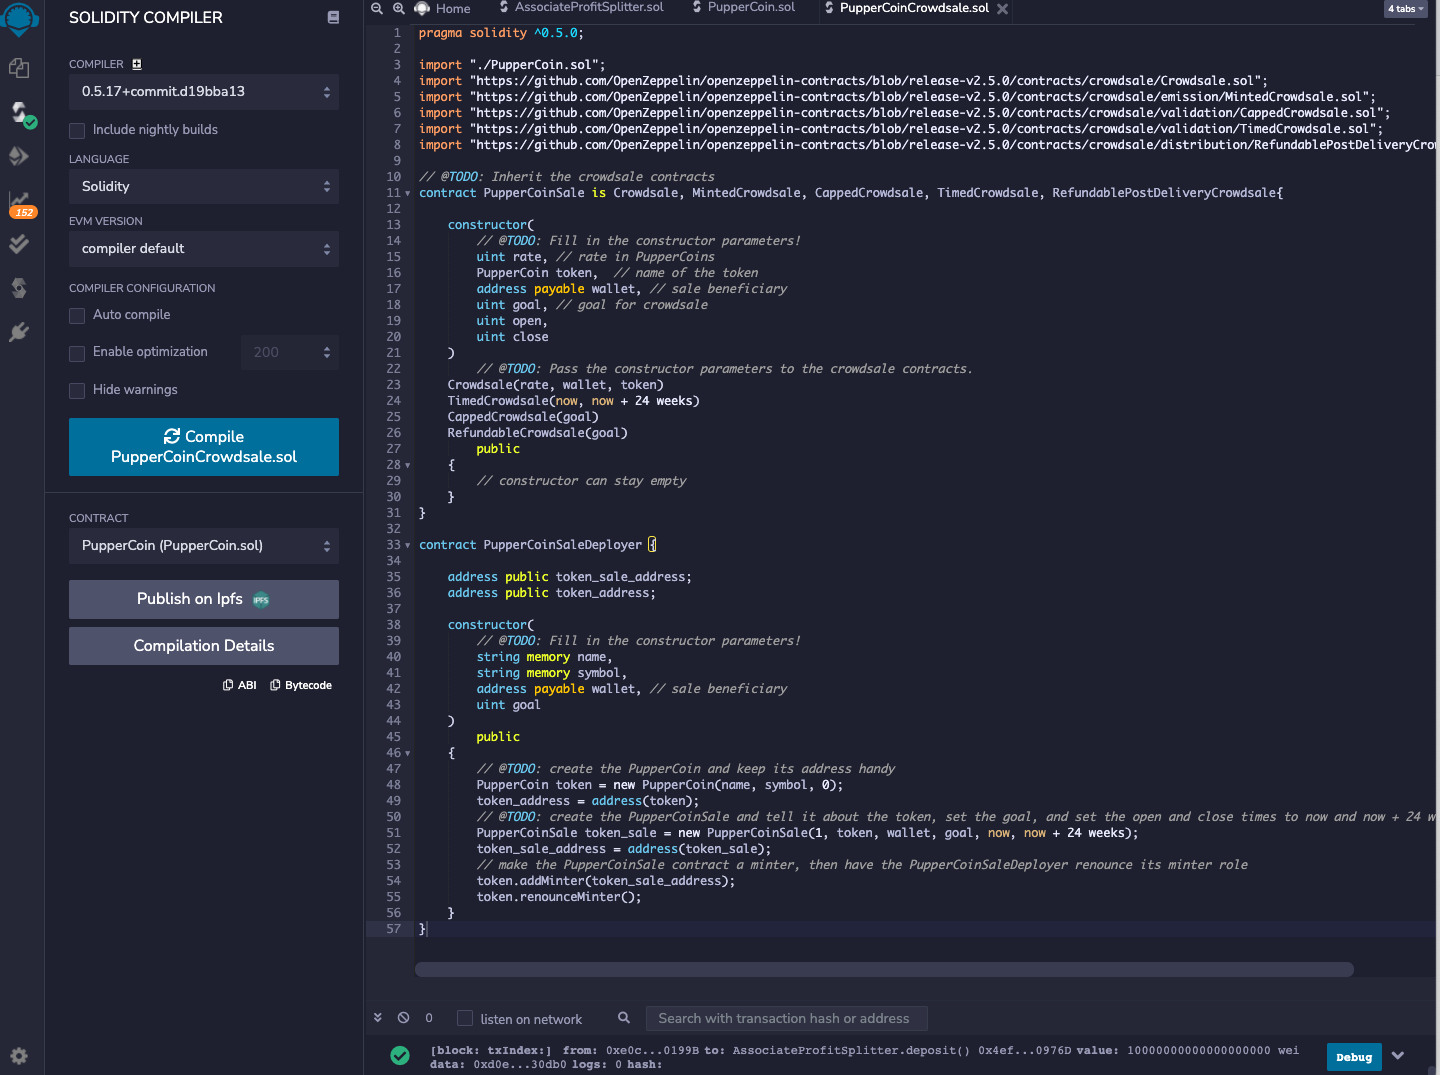 SOLIDITY COMPILER
COMPILER
0.5.17+commit.d19bba13
Include nightly builds
LANGUAGE
Solidity
EVM VERSION
compiler default
COMPILER CONFIGURATION
Auto compile
Enable optimization
200
Hide warnings
Compile
PupperCoinCrowdsale.sol
CONTRACT
PupperCoin (PupperCoin.sol)
Publish on Ipfs IPFS
Compilation Details
ABI Bytecode
152
Home AssociateProfitSplitter.sol PupperCoin.sol PupperCoinCrowdsale.sol 4 tabs
1 pragma solidity ^0.5.0;
2
3 import "./PupperCoin.sol";
4 import "https://github.com/OpenZeppelin/openzeppelin-contracts/blob/release-v2.5.0/contracts/crowdsale/Crowdsale.sol";
5 import "https://github.com/OpenZeppelin/openzeppelin-contracts/blob/release-v2.5.0/contracts/crowdsale/emission/MintedCrowdsale.sol";
6 import "https://github.com/OpenZeppelin/openzeppelin-contracts/blob/release-v2.5.0/contracts/crowdsale/validation/CappedCrowdsale.sol";
7 import "https://github.com/OpenZeppelin/openzeppelin-contracts/blob/release-v2.5.0/contracts/crowdsale/validation/TimedCrowdsale.sol";
8 import "https://github.com/OpenZeppelin/openzeppelin-contracts/blob/release-v2.5.0/contracts/crowdsale/distribution/RefundablePostDeliveryCro
9
10 // @TODO: Inherit the crowdsale contracts
11 contract PupperCoinSale is Crowdsale, MintedCrowdsale, CappedCrowdsale, TimedCrowdsale, RefundablePostDeliveryCrowdsale{
12
13 constructor(
14 // @TODO: Fill in the constructor parameters!
15 uint rate, // rate in PupperCoins
16 PupperCoin token, // name of the token
17 address payable wallet, // sale beneficiary
18 uint goal, // goal for crowdsale
19 uint open,
20 uint close
21 )
22 // @TODO: Pass the constructor parameters to the crowdsale contracts.
23 Crowdsale(rate, wallet, token)
24 TimedCrowdsale(now, now + 24 weeks)
25 CappedCrowdsale(goal)
26 RefundableCrowdsale(goal)
27 public
28 {
29 // constructor can stay empty
30 }
31 }
32
33 contract PupperCoinSaleDeployer {
34
35 address public token_sale_address;
36 address public token_address;
37
38 constructor(
39 // @TODO: Fill in the constructor parameters!
40 string memory name,
41 string memory symbol,
42 address payable wallet, // sale beneficiary
43 uint goal
44 )
45 public
46 {
47 // @TODO: create the PupperCoin and keep its address handy
48 PupperCoin token = new PupperCoin(name, symbol, 0);
49 token_address = address(token);
50 // @TODO: create the PupperCoinSale and tell it about the token, set the goal, and set the open and close times to now and now + 24 w
51 PupperCoinSale token_sale = new PupperCoinSale(1, token, wallet, goal, now, now + 24 weeks);
52 token_sale_address = address(token_sale);
53 // make the PupperCoinSale contract a minter, then have the PupperCoinSaleDeployer renounce its minter role
54 token.addMinter(token_sale_address);
55 token.renounceMinter();
56 }
57 }
0 listen on network Search with transaction hash or address
[block: txIndex:] from: 0xe0c...0199B to: AssociateProfitSplitter.deposit() 0x4ef...0976D value: 10000000000000000000 wei
data: 0xd0e...30db0 logs: 0 hash:
Debug